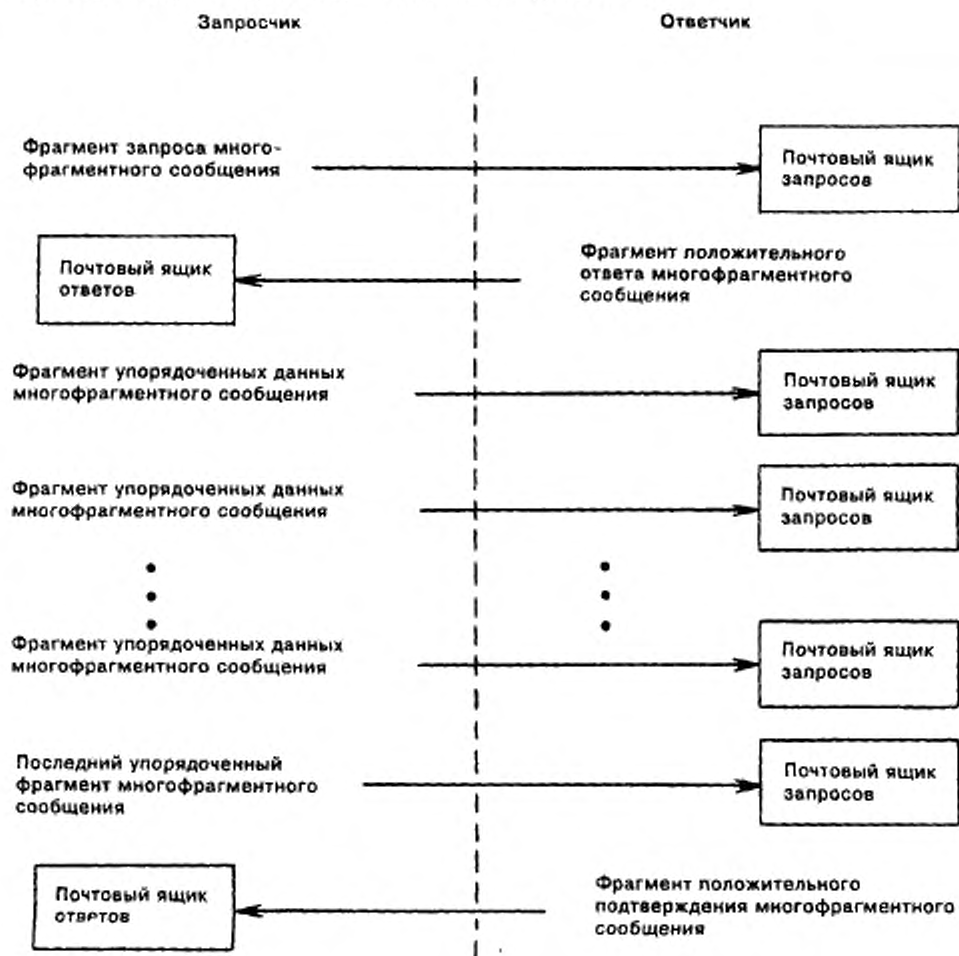 Запросчик
Ответчик
Фрагмент запроса много-
фрагментного сообщения
Почтовый ящик
запросов
Почтовый ящик
ответов
Фрагмент положительного
ответа многофрагментного
сообщения
Фрагмент упорядоченных данных
многофрагментного сообщения
Почтовый ящик
запросов
Фрагмент упорядоченных данных
многофрагментного сообщения
Почтовый ящик
запросов
Фрагмент упорядоченных данных
многофрагментного сообщения
Почтовый ящик
запросов
Последний упорядоченный
фрагмент многофрагментного
сообщения
Почтовый ящик
запросов
Почтовый ящик
ответов
Фрагмент положительного
подтверждения многофрагментного
сообщения